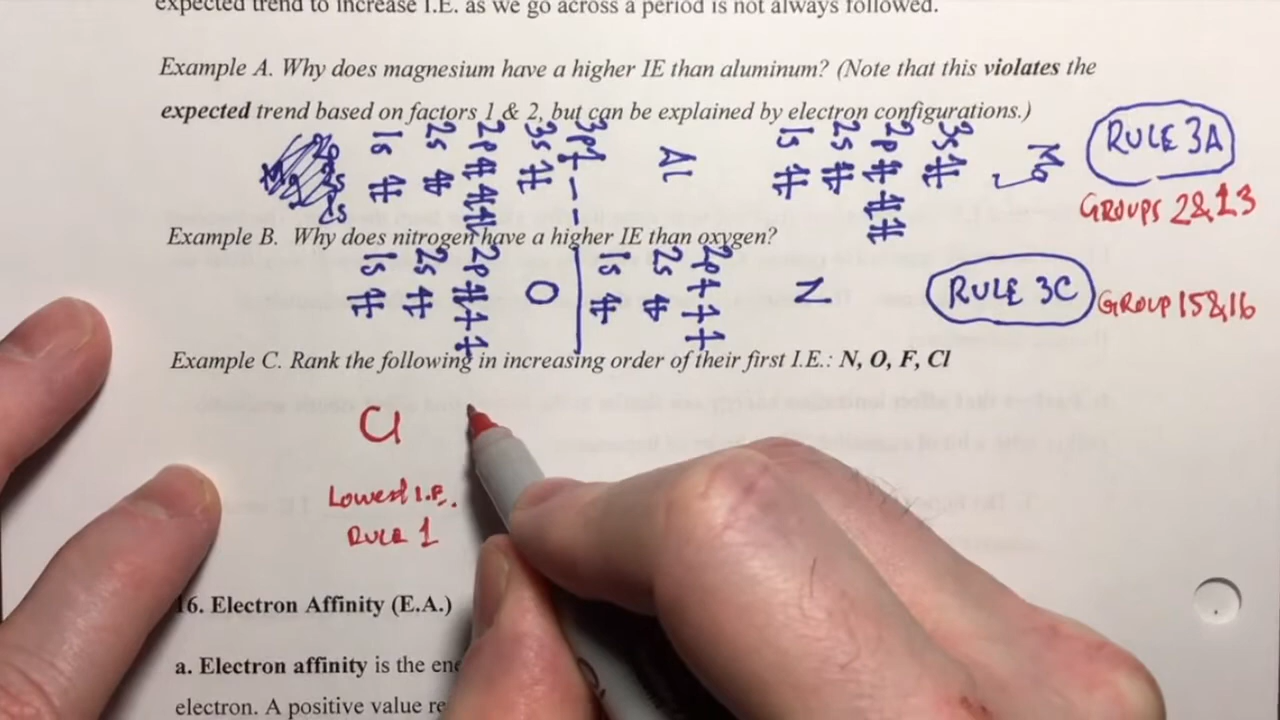 expected trend to increase I.E. as we go across a period is not always followed.
Example A. Why does magnesium have a higher IE than aluminum? (Note that this violates the
expected trend based on factors 1 & 2, but can be explained by electron configurations.)
1s 2s 2p 3s 3p Al 1s 2s 2p 3s Mg
RULE 3A
GROUPS 2&13
Example B. Why does nitrogen have a higher IE than oxygen?
1s 2s 2p O 1s 2s 2p N
RULE 3C
GROUP 15&16
Example C. Rank the following in increasing order of their first I.E.: N, O, F, Cl
Cl
Lowest I.E.
RULE 1
16. Electron Affinity (E.A.)
a. Electron affinity is the ene
electron. A positive value re